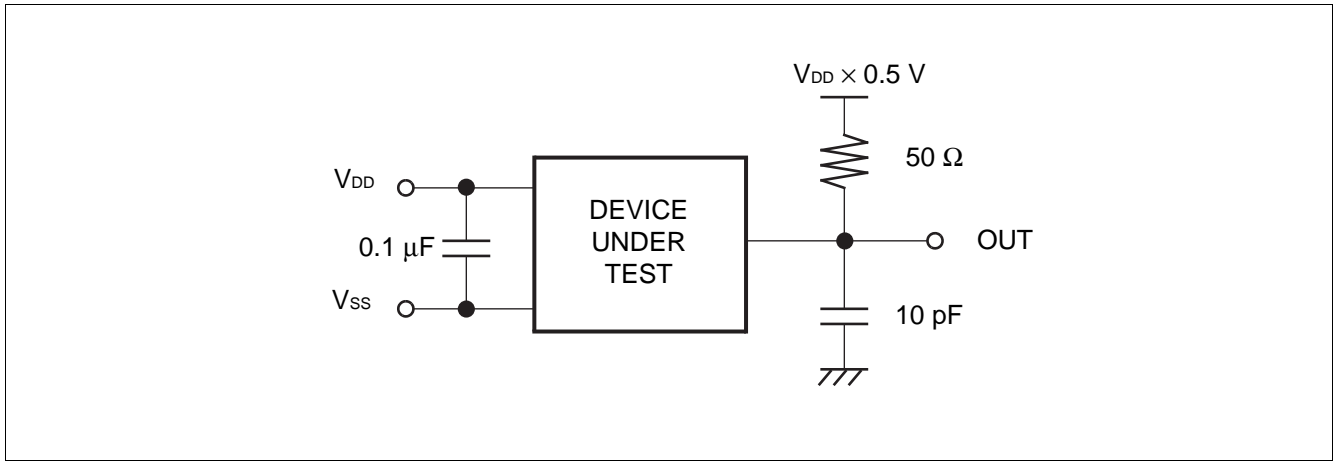 VDD × 0.5 V
50 Ω
VDD
DEVICE
UNDER
TEST
OUT
0.1 μF
VSS
10 pF